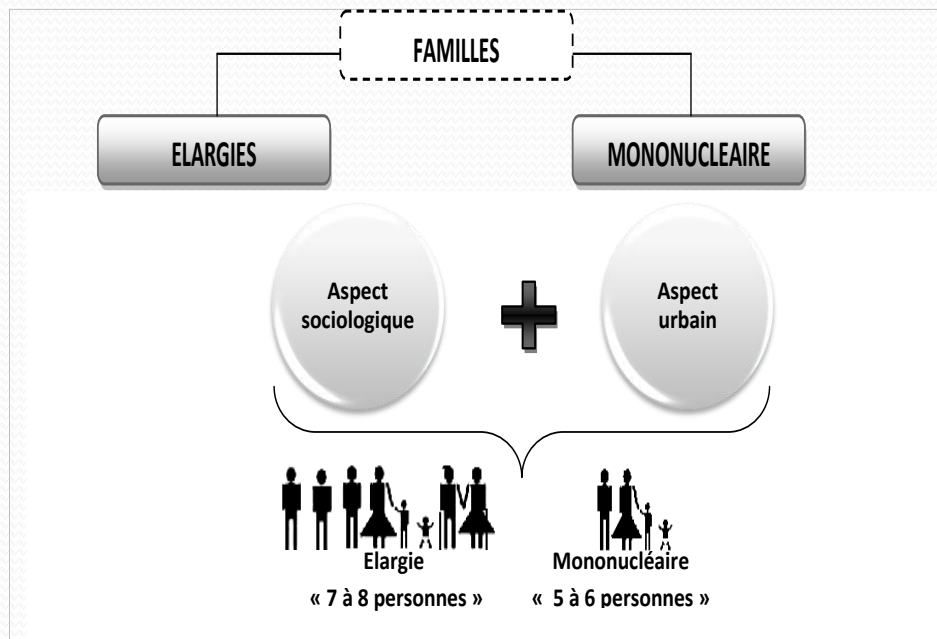 FAMILLES
ELARGIES
MONONUCLEAIRE
Aspect
sociologique
Aspect
urbain
Elargie
« 7 à 8 personnes »
Mononucléaire
« 5 à 6 personnes »